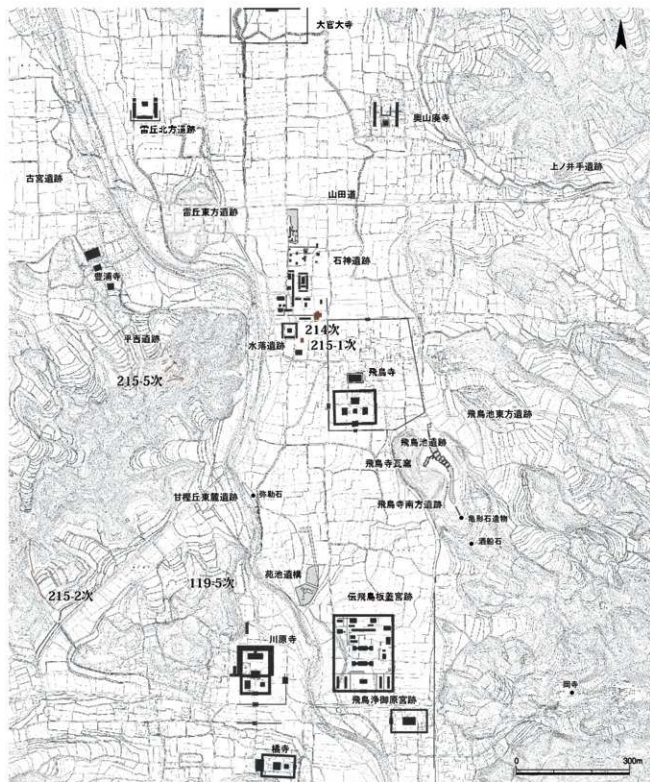 大官大寺
奥山廃寺
雷丘北方遺跡
上ノ井手遺跡
古宮遺跡
山田道
雷丘東方遺跡
石神遺跡
豊浦寺
214次
水落遺跡
215-1次
平吉遺跡
飛鳥寺
215-5次
飛鳥池東方遺跡
飛鳥池遺跡
飛鳥寺瓦窯
甘樫丘東麓遺跡
弥勒石
飛鳥寺南方遺跡
亀形石造物
酒船石
苑池遺構
119-5次
215-2次
伝飛鳥板蓋宮跡
川原寺
岡寺
飛鳥浄御原宮跡
橘寺
0
300m